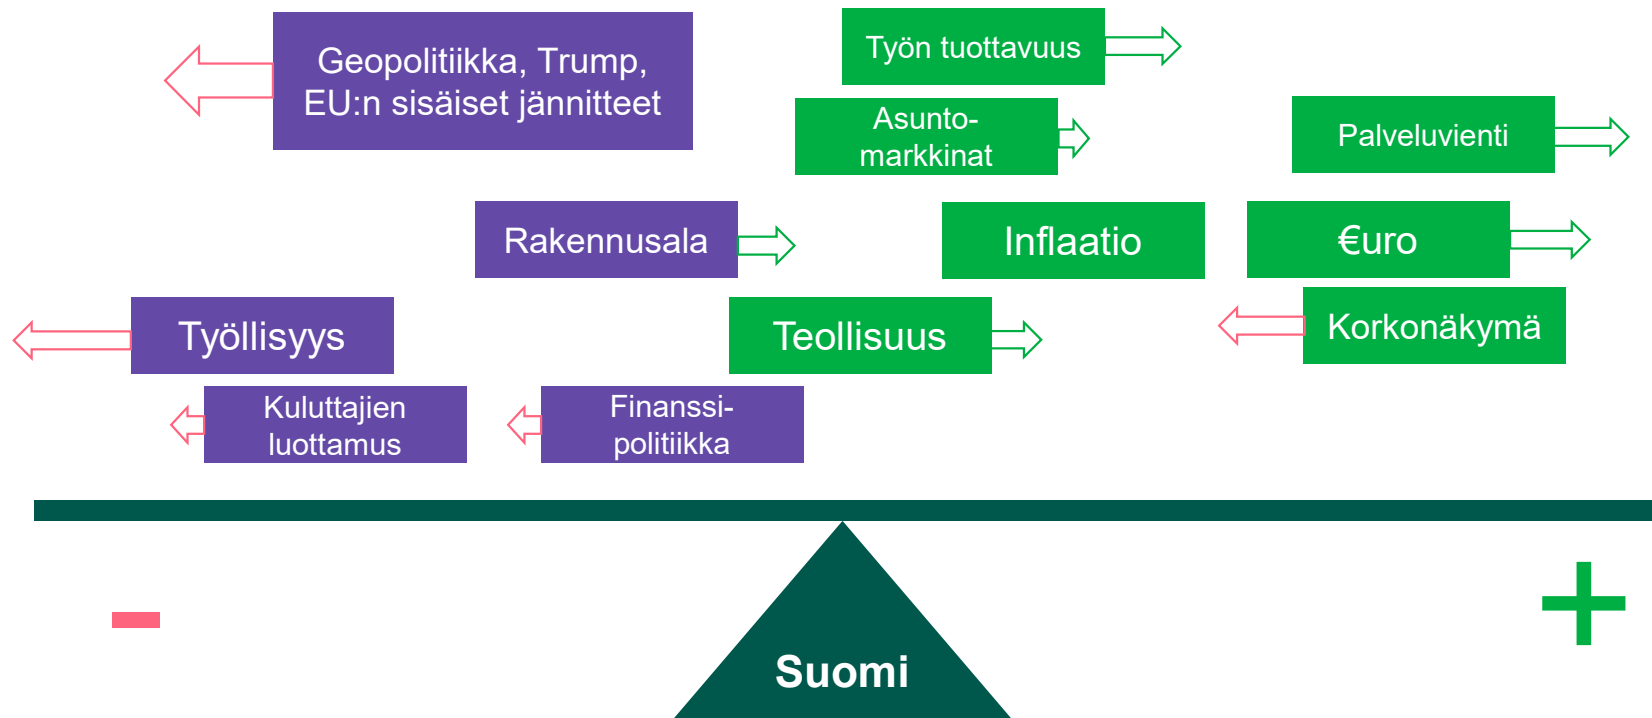 Geopolitiikka, Trump,
EU:n sisäiset jännitteet
Työn tuottavuus
Asunto-
markkinat
Palveluvienti
Rakennusala
Inflaatio
€uro
Työllisyys
Teollisuus
Korkonäkymä
Kuluttajien
luottamus
Finanssi-
politiikka
-
+
Suomi